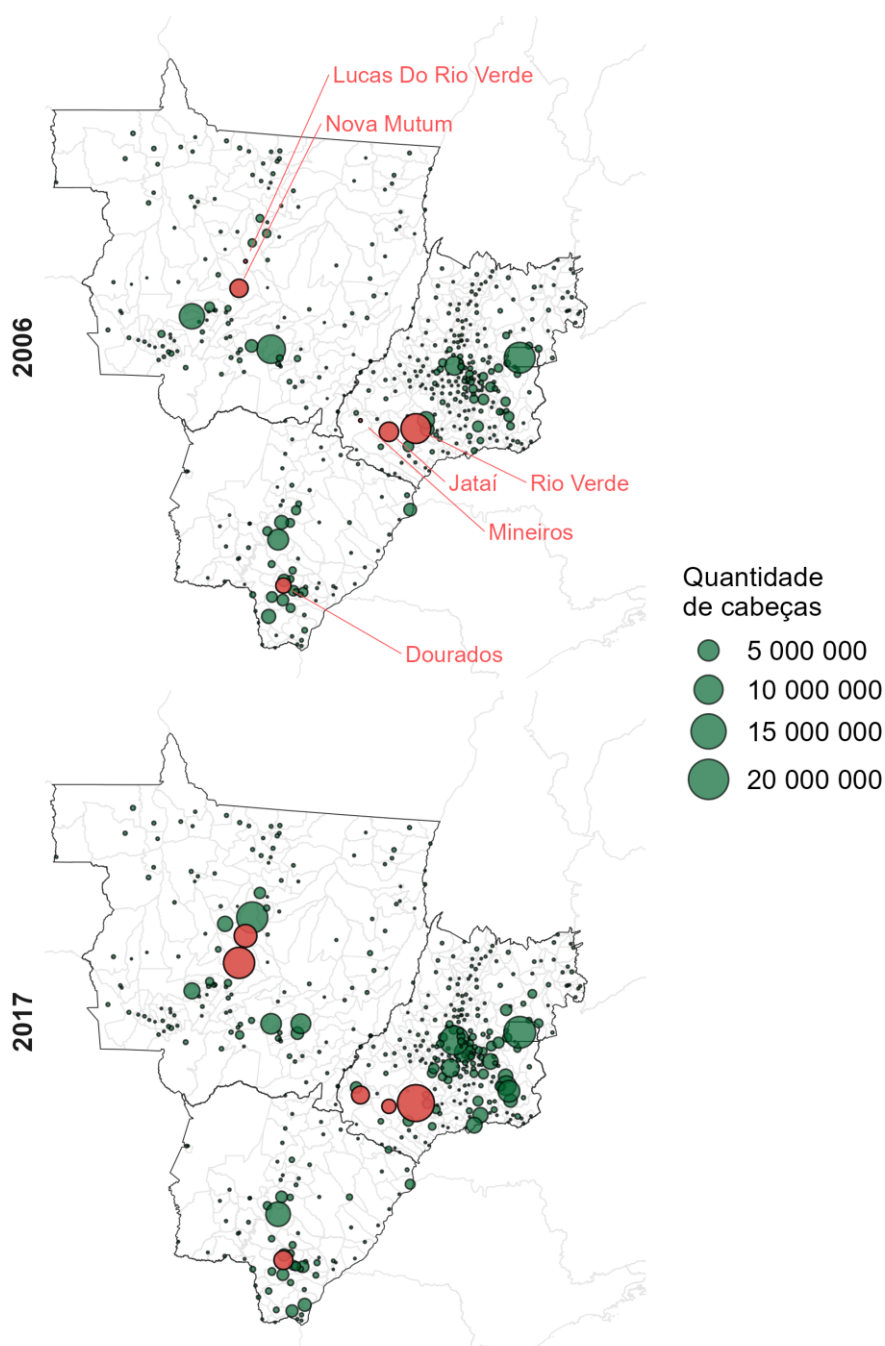 Lucas Do Rio Verde
Nova Mutum
2006
Jataí
Rio Verde
Mineiros
Dourados
Quantidade
de cabeças
5 000 000
10 000 000
15 000 000
20 000 000
2017